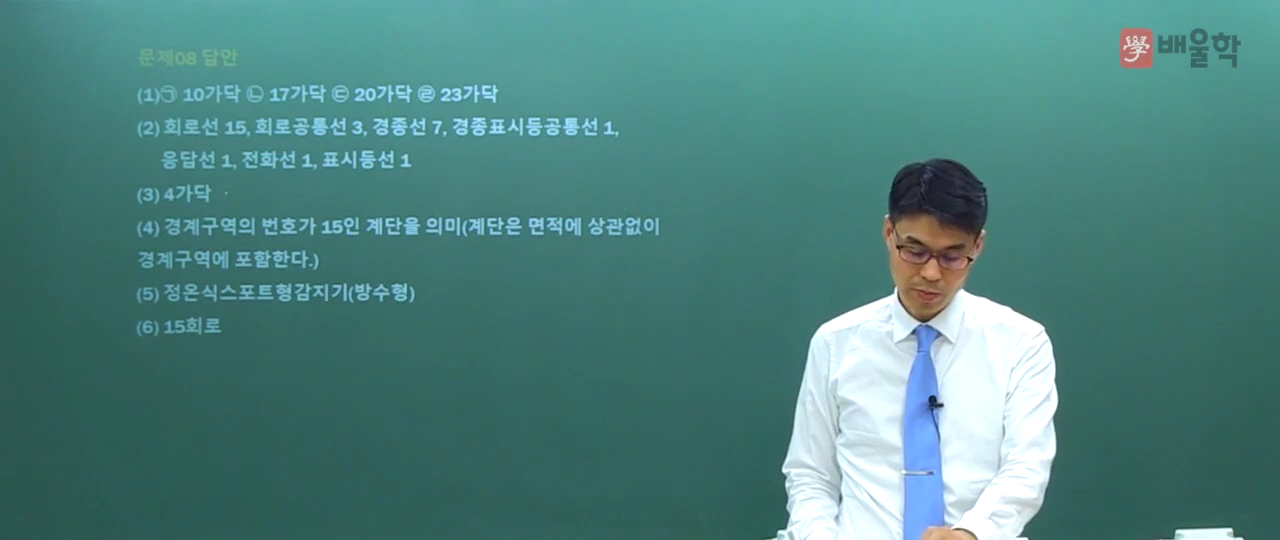 學 배울학
문제08 답안
(1)㉠ 10가닥 ㉡ 17가닥 ㉢ 20가닥 ㉣ 23가닥
(2) 회로선 15, 회로공통선 3, 경종선 7, 경종표시등공통선 1,
응답선 1, 전화선 1, 표시등선 1
(3) 4가닥
(4) 경계구역의 번호가 15인 계단을 의미(계단은 면적에 상관없이
경계구역에 포함한다.)
(5) 정온식스포트형감지기(방수형)
(6) 15회로